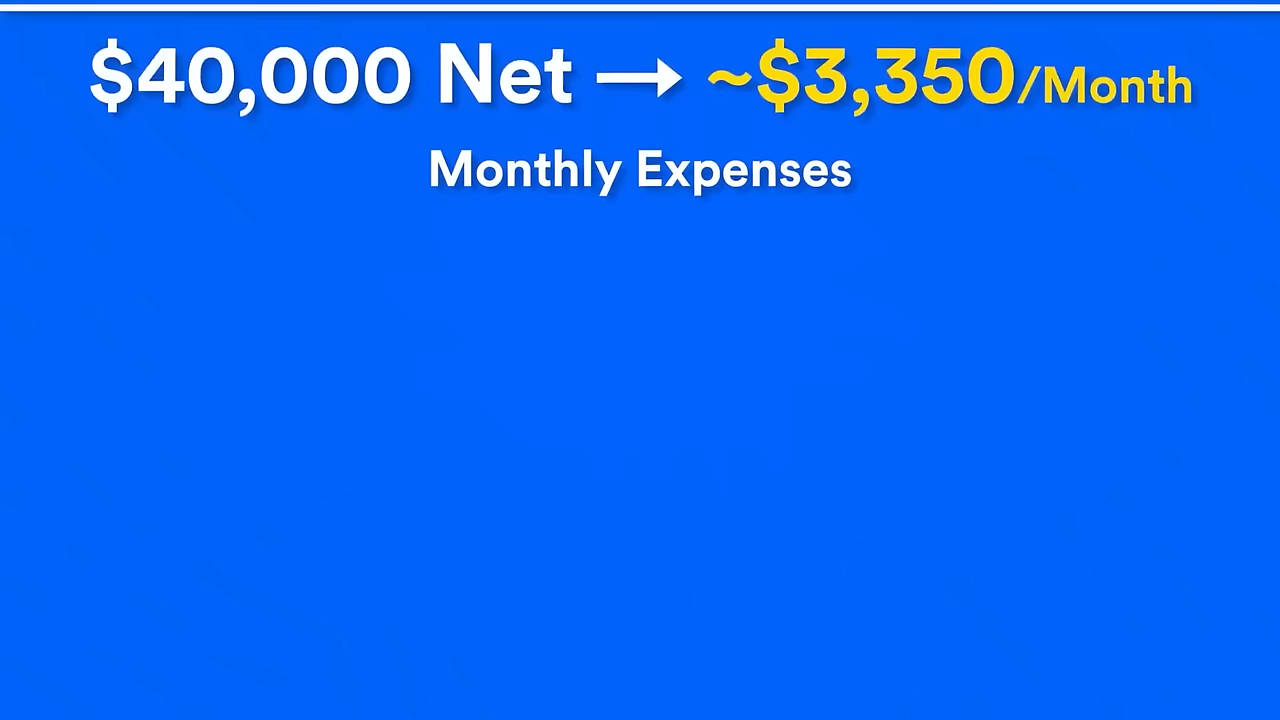 $40,000 Net → ~$3,350/Month
Monthly Expenses